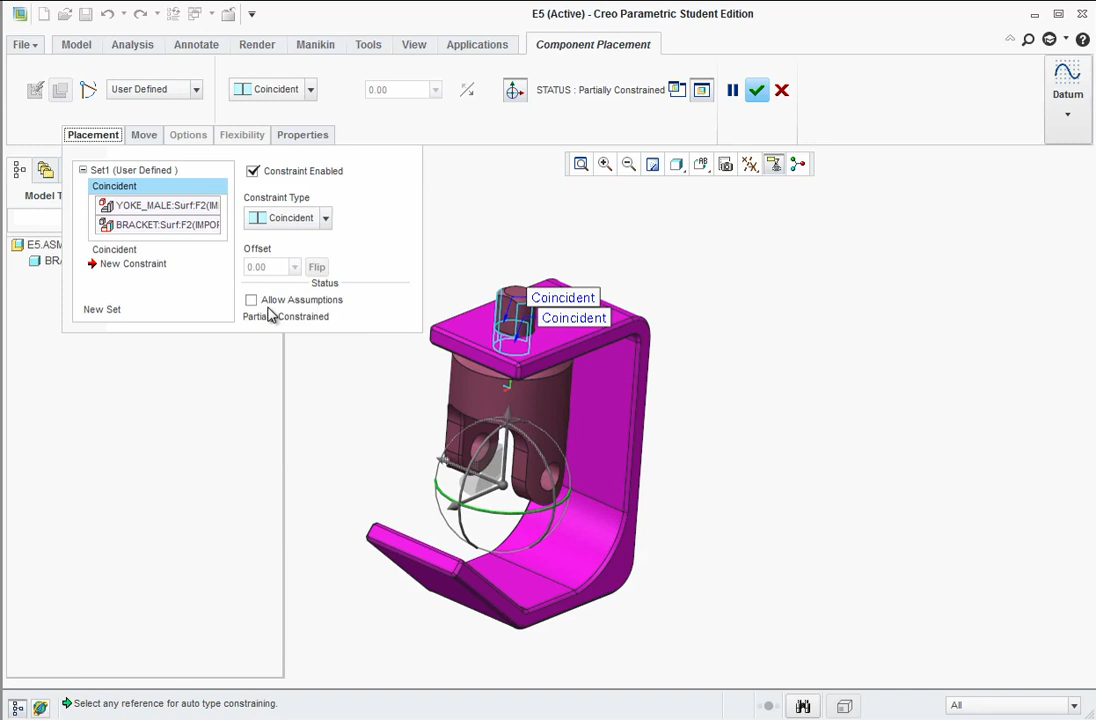 E5 (Active) - Creo Parametric Student Edition
File Model Analysis Annotate Render Manikin Tools View Applications Component Placement
User Defined Coincident 0.00 STATUS : Partially Constrained Datum
Placement Move Options Flexibility Properties
Set1 (User Defined )
Coincident
YOKE_MALE:Surf:F2(IM
BRACKET:Surf:F2(IMPOF
Coincident
New Constraint
New Set
Constraint Enabled
Constraint Type
Coincident
Offset
0.00 Flip
Status
Allow Assumptions
Constrained
E5.ASM
BR
Coincident
Coincident
Select any reference for auto type constraining.
All